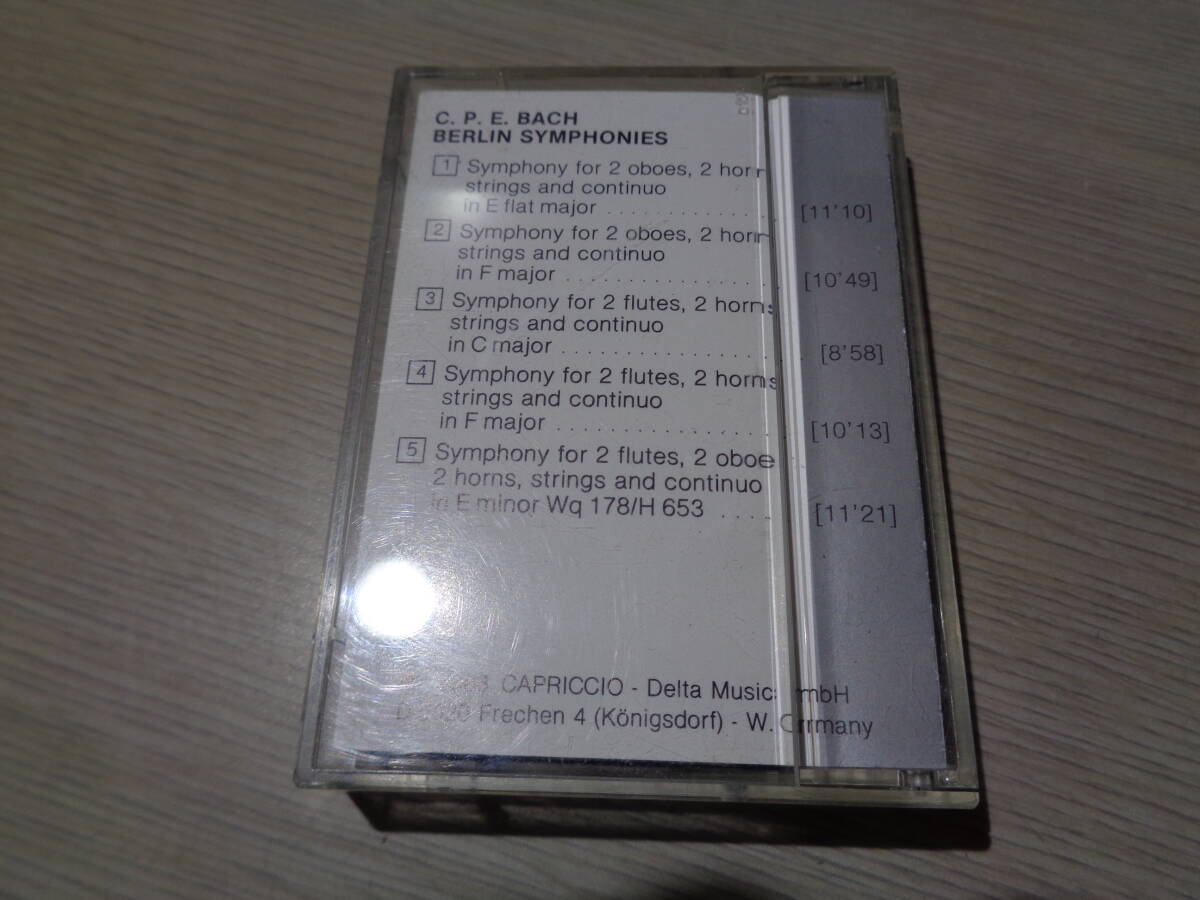 C. P. E. BACH
BERLIN SYMPHONIES
1 Symphony for 2 oboes, 2 horn
strings and continuo
in E flat major . . . . . . . . . . . . . . . [11'10]
2 Symphony for 2 oboes, 2 horn
strings and continuo
in F major . . . . . . . . . . . . . . . . . . [10'49]
3 Symphony for 2 flutes, 2 horns
strings and continuo
in C major . . . . . . . . . . . . . . . . . . [8'58]
4 Symphony for 2 flutes, 2 horns
strings and continuo
in F major . . . . . . . . . . . . . . . . . . [10'13]
5 Symphony for 2 flutes, 2 oboe
2 horns, strings and continuo
in E minor Wq 178/H 653 . . . . . [11'21]
CAPRICCIO - Delta Music mbH
Frechen 4 (Königsdorf) - W.